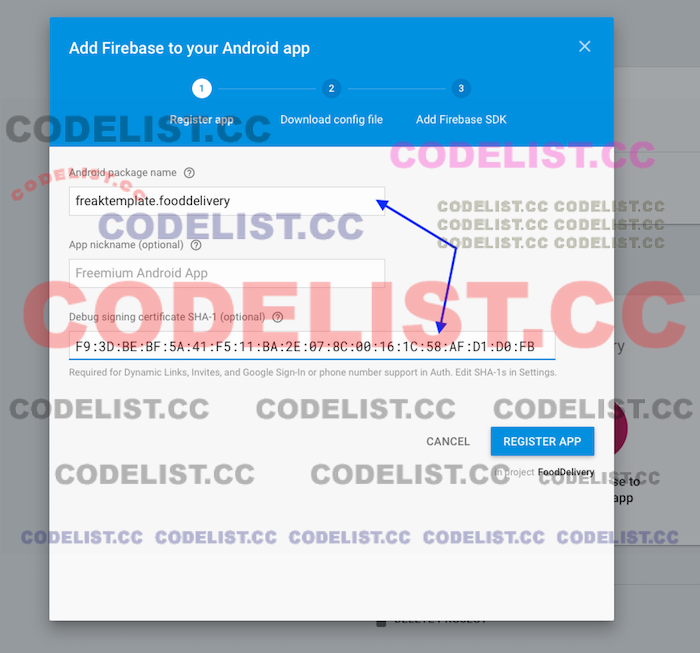 Add Firebase to your Android app
1
2
3
Register app
Download config file
Add Firebase SDK
CODELIST.CC
CODELIST.CC
Android package name
CODELIST.CC
freaktemplate.fooddelivery
CODELIST.CC CODELIST.CC
CODELIST.CC CODELIST.CC
CODELIST.CC CODELIST.CC
CODELIST.CC
App nickname (optional)
Freemium Android App
CODELIST.CC
Debug signing certificate SHA-1 (optional)
F9:3D:BE:BF:5A:41:F5:11:BA:2E:07:8C:00:16:1C:58:AF:D1:D0:FB
Required for Dynamic Links, Invites, and Google Sign-In or phone number support in Auth. Edit SHA-1s in Settings.
CODELIST.CC CODELIST.CC CODELIST.CC
CANCEL
REGISTER APP
in project FoodDelivery
CODELIST.CC CODELIST.CC CODELIST.CC
se to
app
CODELIST.CC CODELIST.CC CODELIST.CC CODELIST.CC CODELIST.CC
DELETE PROJECT